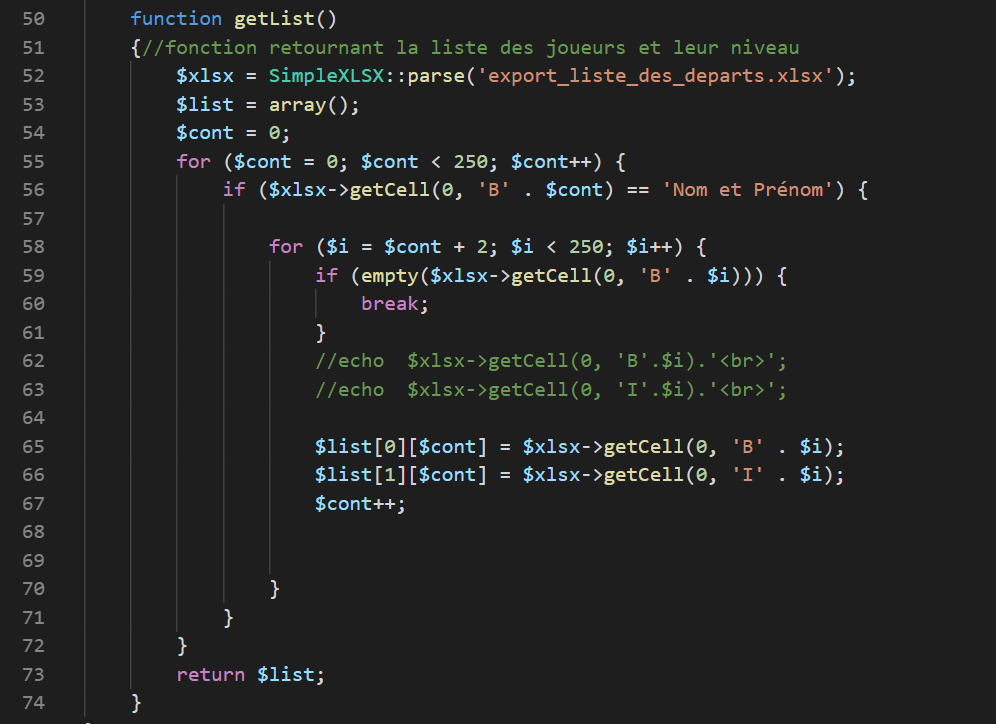 50 function getList()
51 {//fonction retournant la liste des joueurs et leur niveau
52 $xlsx = SimpleXLSX::parse('export_liste_des_departs.xlsx');
53 $list = array();
54 $cont = 0;
55 for ($cont = 0; $cont < 250; $cont++) {
56 if ($xlsx->getCell(0, 'B' . $cont) == 'Nom et Prénom') {
57
58 for ($i = $cont + 2; $i < 250; $i++) {
59 if (empty($xlsx->getCell(0, 'B' . $i))) {
60 break;
61 }
62 //echo  $xlsx->getCell(0, 'B'.$i).'<br>';
63 //echo  $xlsx->getCell(0, 'I'.$i).'<br>';
64
65 $list[0][$cont] = $xlsx->getCell(0, 'B' . $i);
66 $list[1][$cont] = $xlsx->getCell(0, 'I' . $i);
67 $cont++;
68
69
70 }
71 }
72 }
73 return $list;
74 }